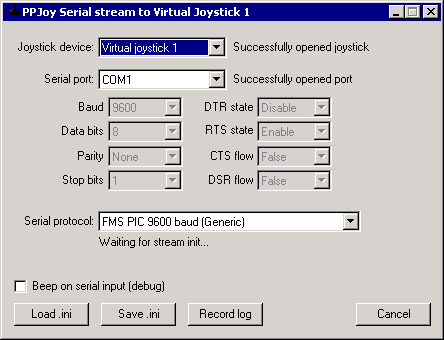 PPJoy Serial stream to Virtual Joystick 1
Joystick device: Virtual joystick 1 Successfully opened joystick
Serial port: COM1 Successfully opened port
Baud 9600 DTR state Disable
Data bits 8 RTS state Enable
Parity None CTS flow False
Stop bits 1 DSR flow False
Serial protocol: FMS PIC 9600 baud (Generic)
Waiting for stream init...
Beep on serial input (debug)
Load .ini Save .ini Record log Cancel